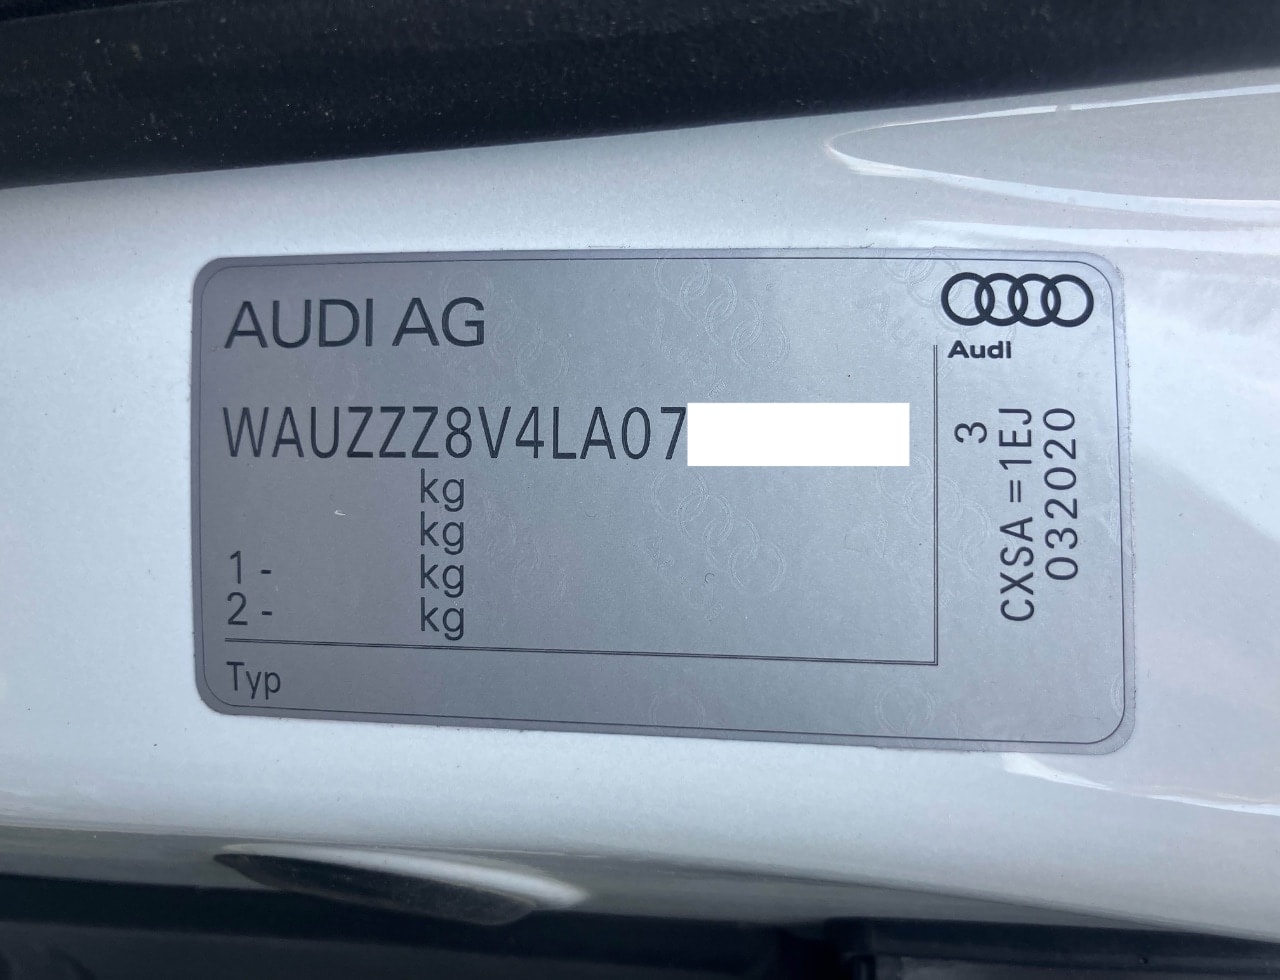 AUDI AG
Audi
WAUZZZ8V4LA07
kg
kg
1 - kg
2 - kg
Typ
3
CXSA =1EJ
032020